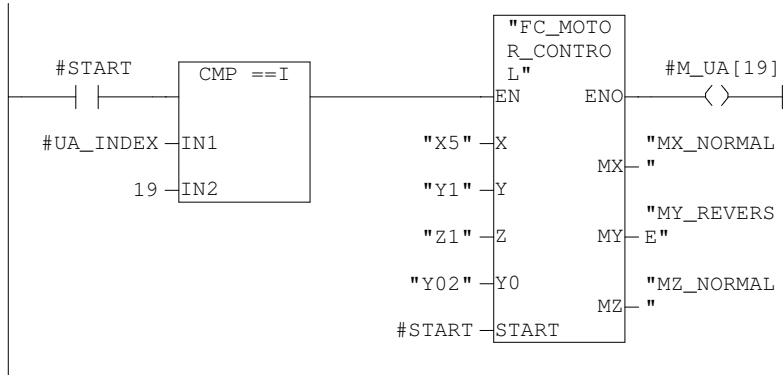 "FC_MOTO
R_CONTRO
L"
#START
CMP ==I
#M_UA[19]
EN
ENO
#UA_INDEX
IN1
"X5"
X
"MX_NORMAL
MX
"
19
IN2
"Y1"
Y
"MY_REVERS
"Z1"
Z
MY
E"
"Y02"
Y0
"MZ_NORMAL
MZ
"
#START
START